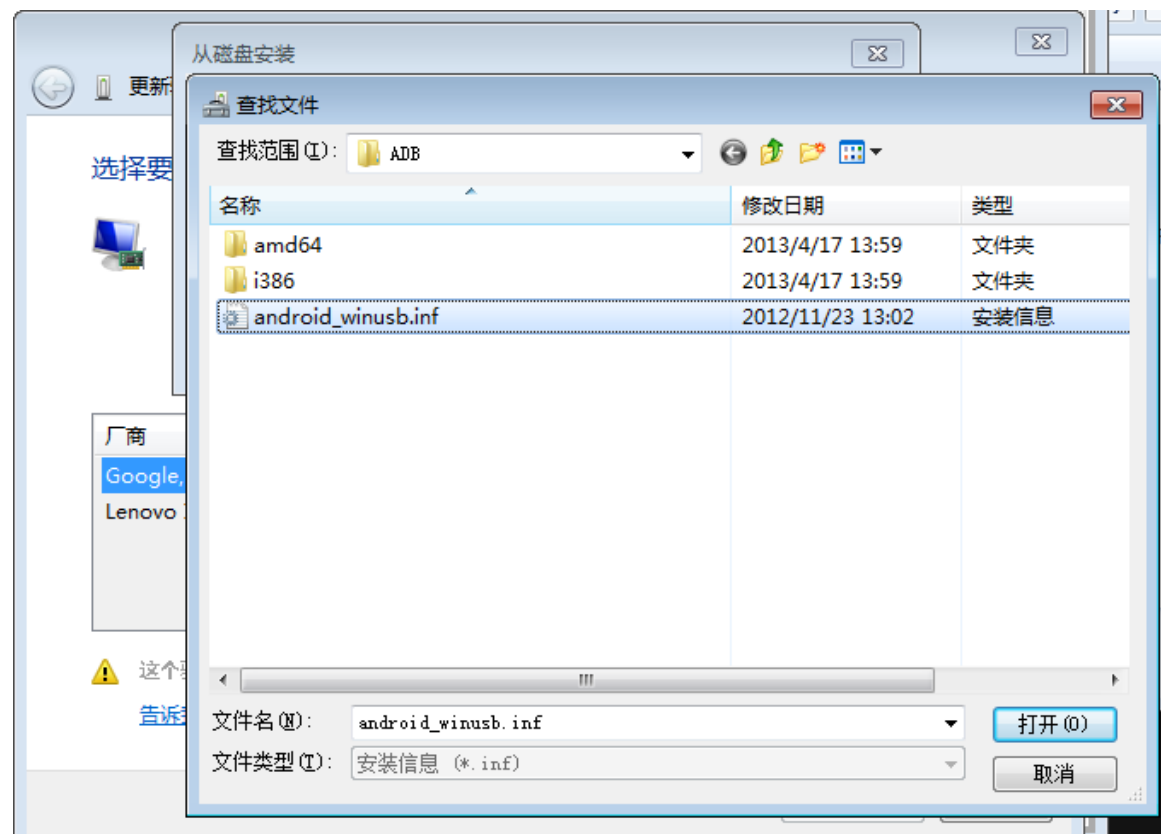 从磁盘安装
更新
查找文件
查找范围(I):
ADB
选择要
名称
修改日期
类型
amd64
2013/4/17 13:59
文件夹
i386
2013/4/17 13:59
文件夹
android_winusb.inf
2012/11/23 13:02
安装信息
厂商
Google,
Lenovo
这个
告诉
文件名(N):
android_winusb.inf
打开(O)
文件类型(T):
安装信息 (*.inf)
取消